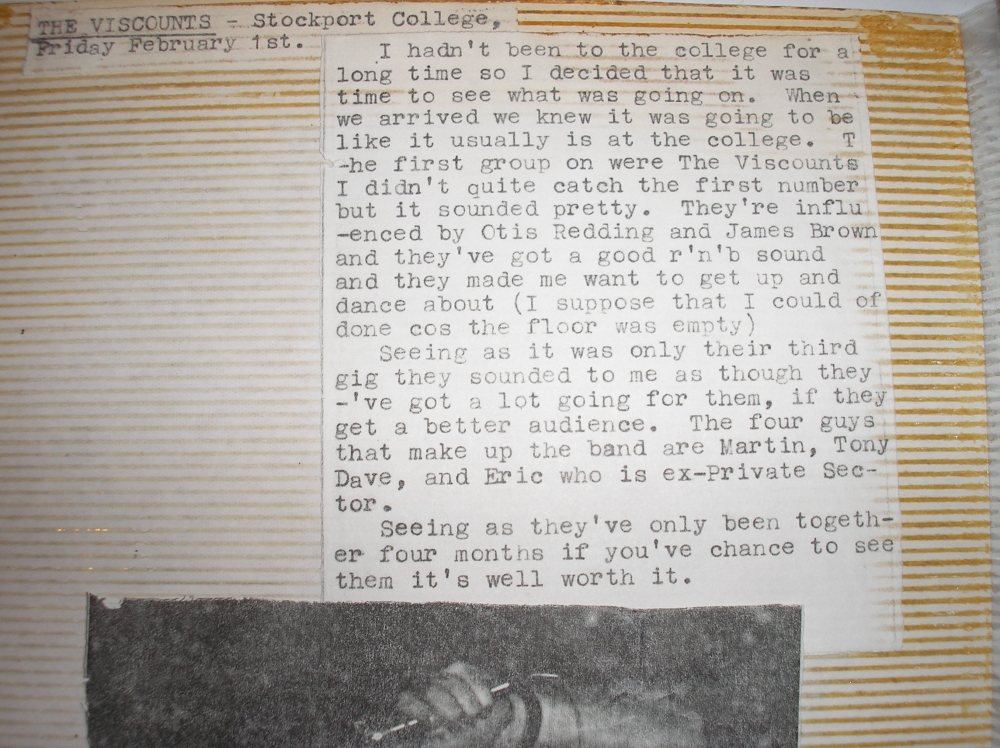 THE VISCOUNTS - Stockport College,
Friday February 1st.
I hadn't been to the college for a
long time so I decided that it was
time to see what was going on. When
we arrived we knew it was going to be
like it usually is at the college. T
-he first group on were The Viscounts
I didn't quite catch the first number
but it sounded pretty. They're influ
-enced by Otis Redding and James Brown
and they've got a good r'n'b sound
and they made me want to get up and
dance about (I suppose that I could of
done cos the floor was empty)
Seeing as it was only their third
gig they sounded to me as though they
-'ve got a lot going for them, if they
get a better audience. The four guys
that make up the band are Martin, Tony
Dave, and Eric who is ex-Private Sec-
tor.
Seeing as they've only been togeth-
er four months if you've chance to see
them it's well worth it.